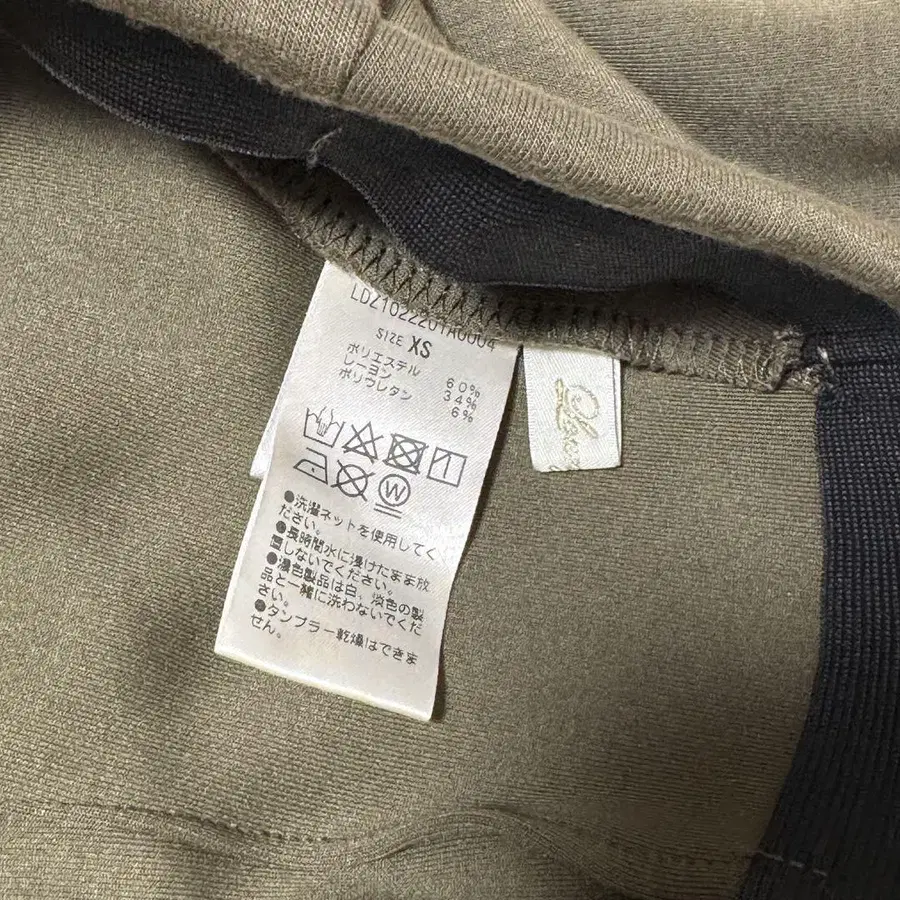 LDZ1022201A0004
SIZE XS
ポリエステル 60%
レーヨン 34%
ポリウレタン 6%
W
●洗濯ネットを使用してく
ださい。
●長時間水に浸けたまま放
置しないでください。
●濃色製品は白、淡色の製
品と一緒に洗わないでくだ
さい。
●タンブラー乾燥はできま
せん。